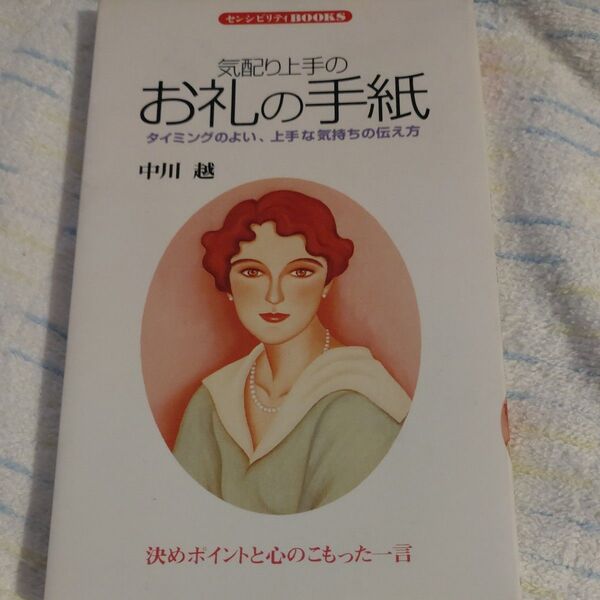 センシビリティBOOKS
気配り上手の
お礼の手紙
タイミングのよい、上手な気持ちの伝え方
中川 越
決めポイントと心のこもった一言